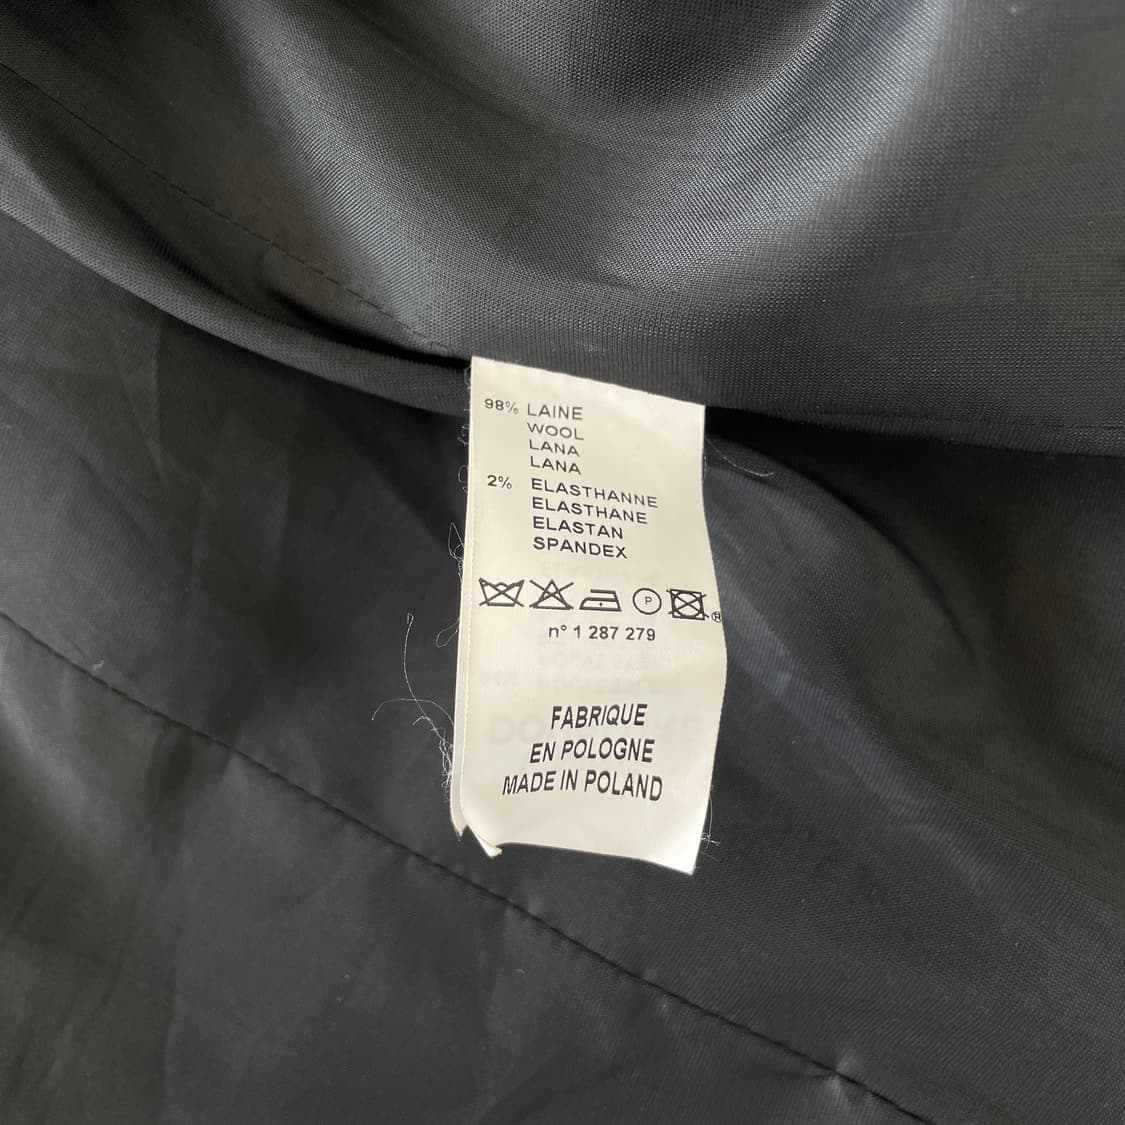 98% LAINE
WOOL
LANA
LANA
2% ELASTHANNE
ELASTHANE
ELASTAN
SPANDEX
P
®
n° 1 287 279
FABRIQUE
EN POLOGNE
MADE IN POLAND